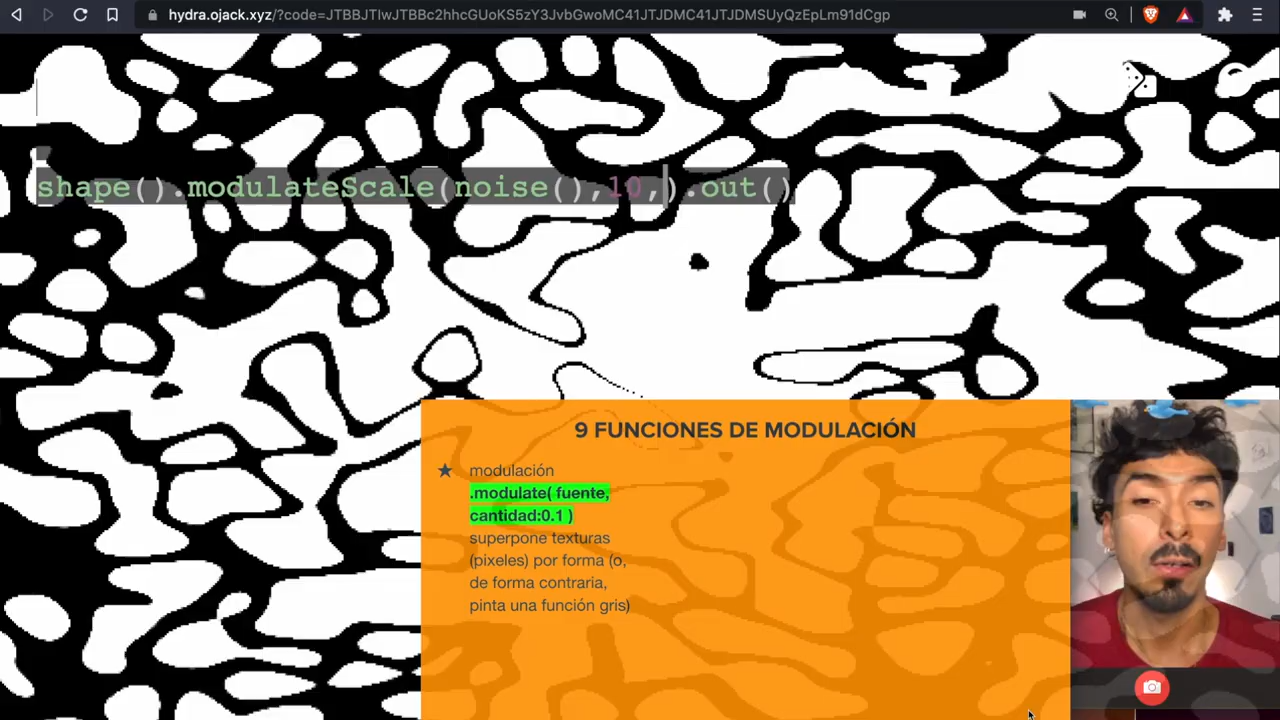 hydra.ojack.xyz/?code=JTBBJTIwJTBBc2hhcGUoKS5zY3JvbGwoMC41JTJDMC41JTJDMSUyQzEpLm91dCgp
shape().modulateScale(noise(),10,).out()
9 FUNCIONES DE MODULACIÓN
★ modulación
.modulate( fuente,
cantidad:0.1 )
superpone texturas
(pixeles) por forma (o,
de forma contraria,
pinta una función gris)